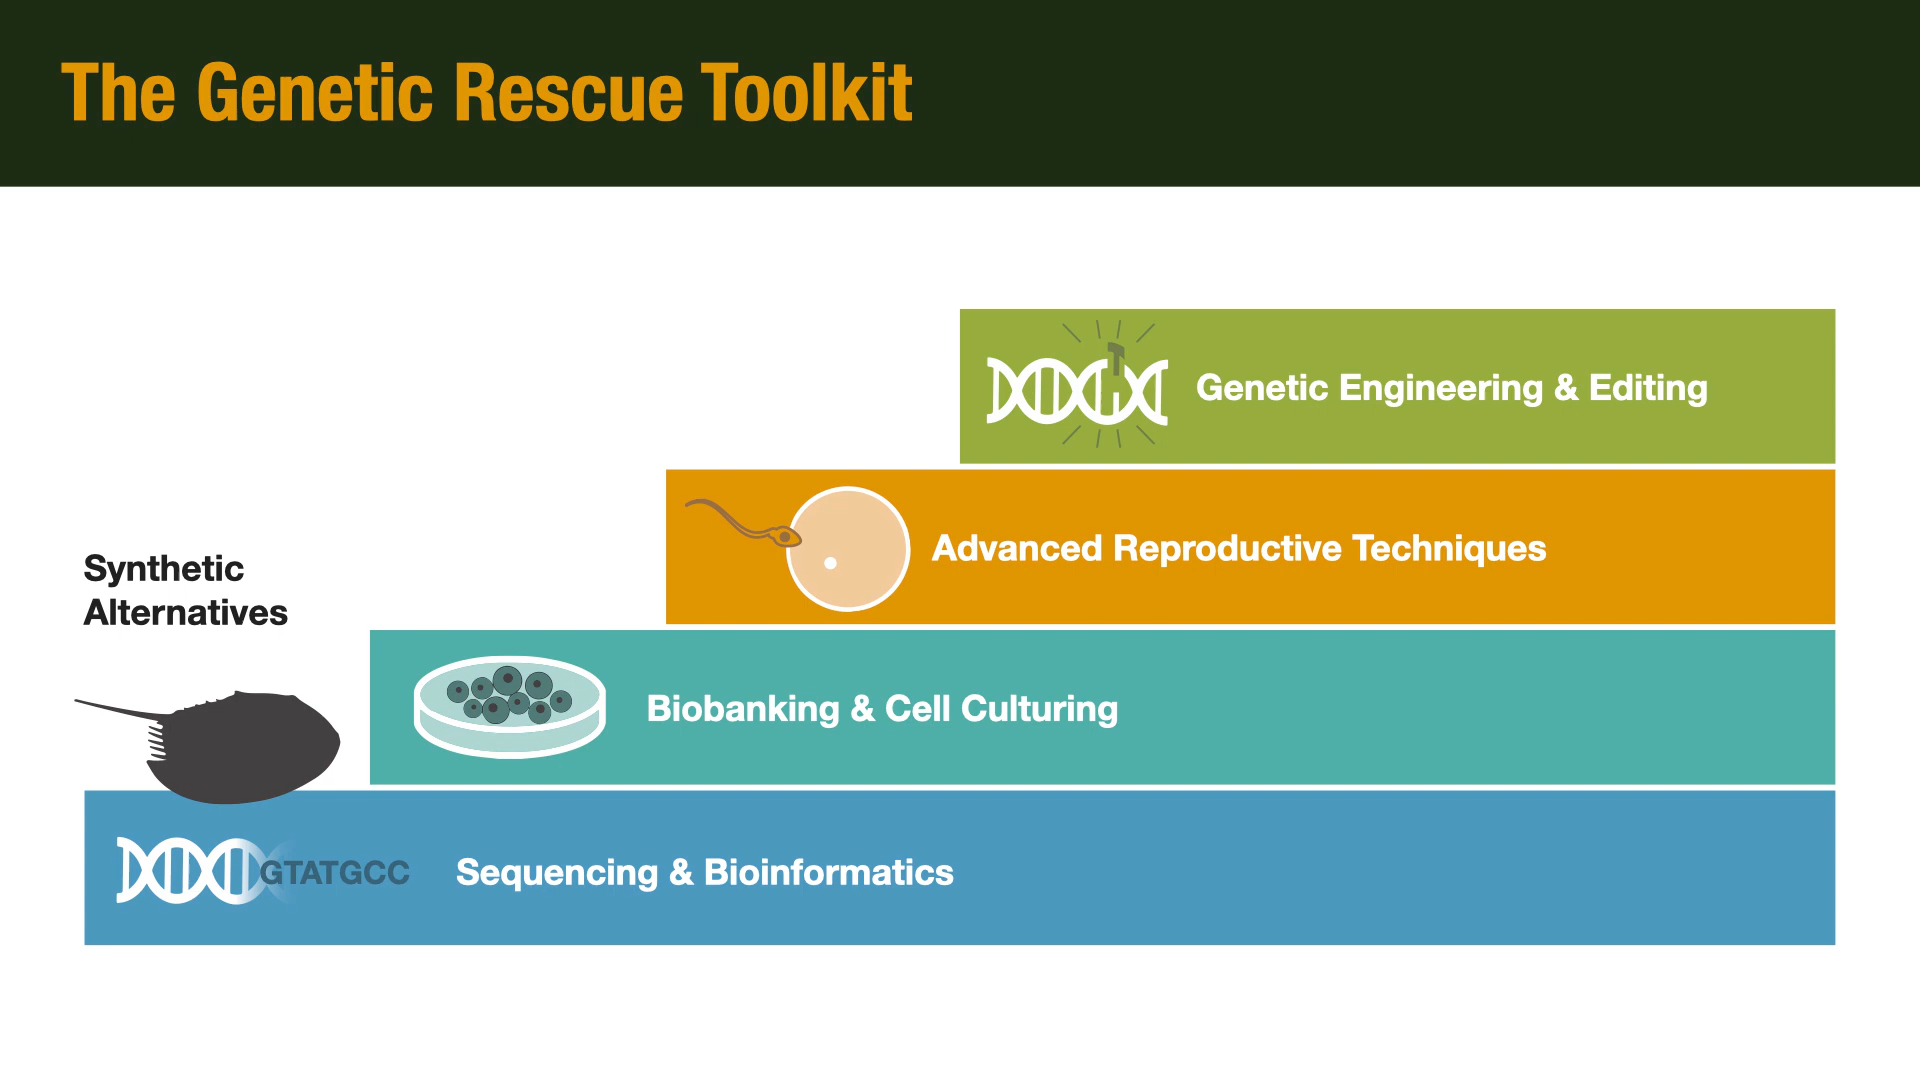 The Genetic Rescue Toolkit
Genetic Engineering & Editing
Advanced Reproductive Techniques
Synthetic
Alternatives
Biobanking & Cell Culturing
GTATGCC
Sequencing & Bioinformatics